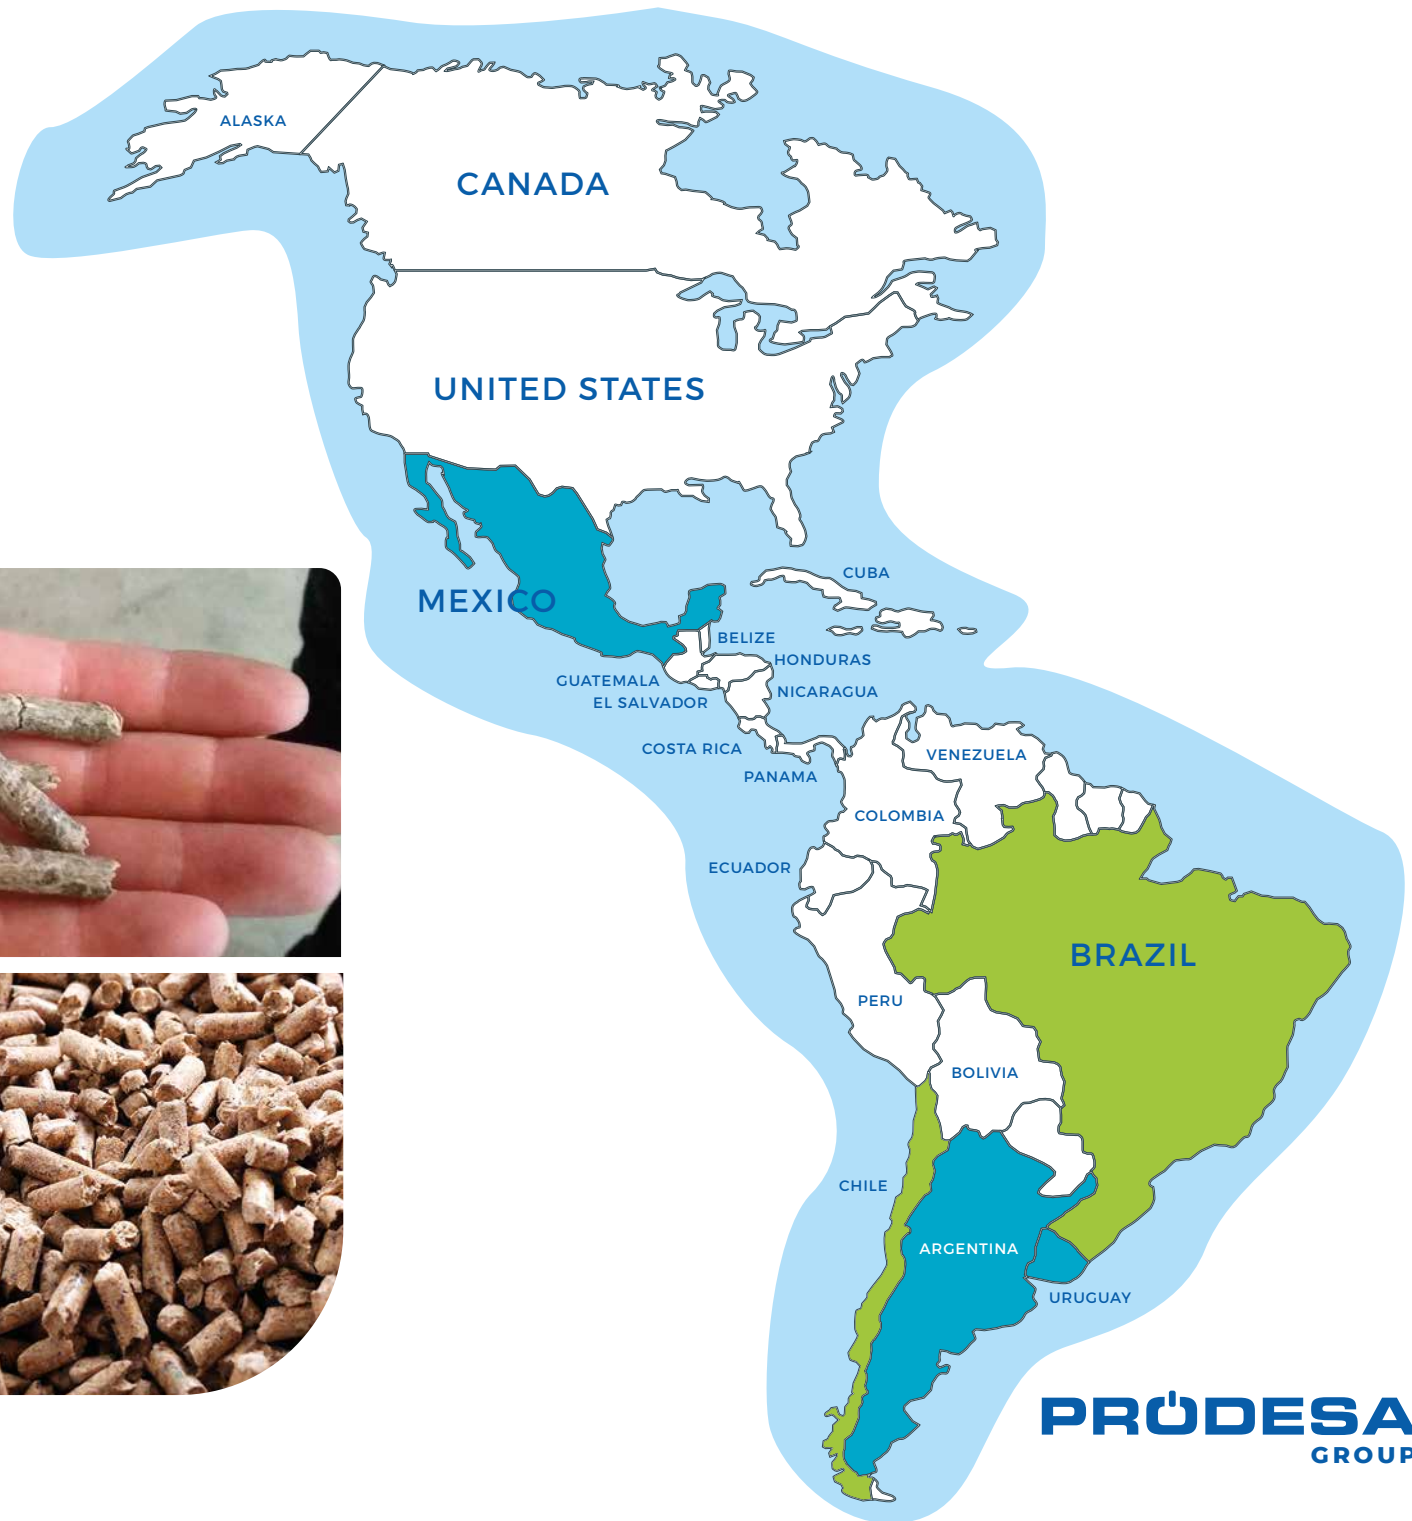 ALASKA
CANADA
UNITED STATES
MEXICO
CUBA
BELIZE
HONDURAS
GUATEMALA
NICARAGUA
EL SALVADOR
COSTA RICA
PANAMA
VENEZUELA
COLOMBIA
ECUADOR
BRAZIL
PERU
BOLIVIA
CHILE
ARGENTINA
URUGUAY
PRODESA
GROUP